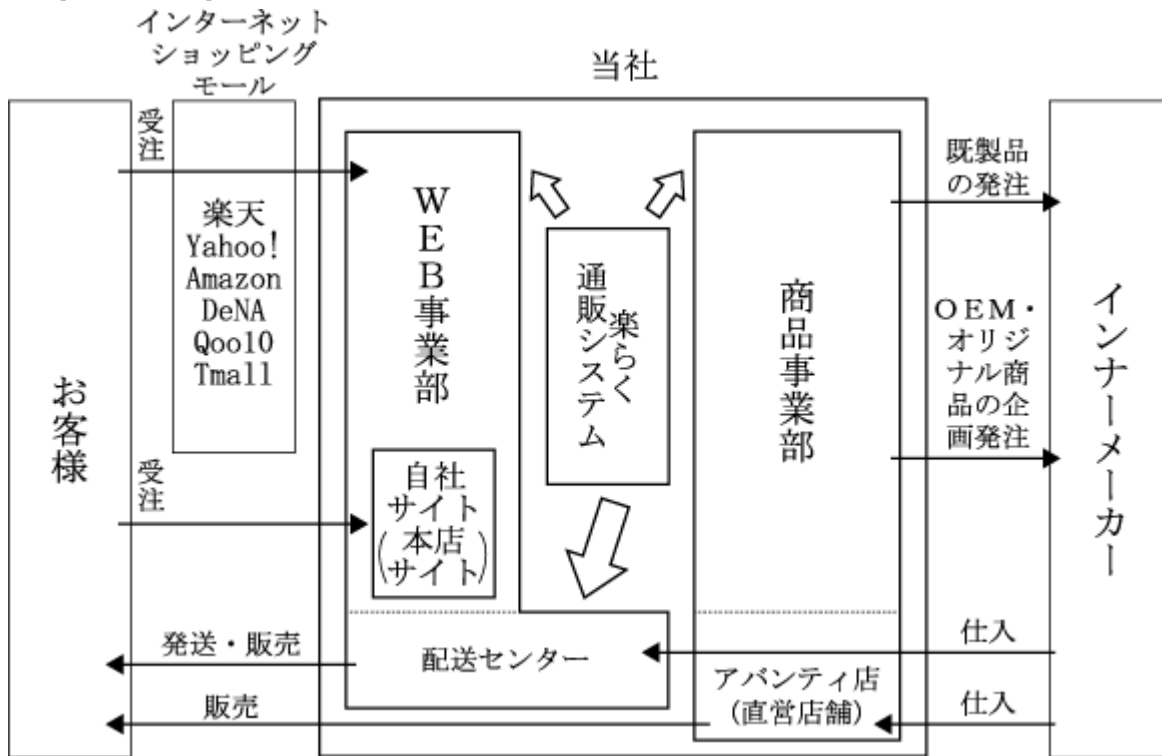 インターネット
ショッピング
モール
当社
受注
楽天
Yahoo!
Amazon
DeNA
Qoo10
Tmall
お客様
受注
WEB事業部
自社
サイト
(本店
サイト)
楽らく
通販システム
商品事業部
既製品
の発注
OEM・
オリジ
ナル商
品の企
画発注
インナーメーカー
発送・販売
配送センター
仕入
販売
アバンティ店
(直営店舗)
仕入